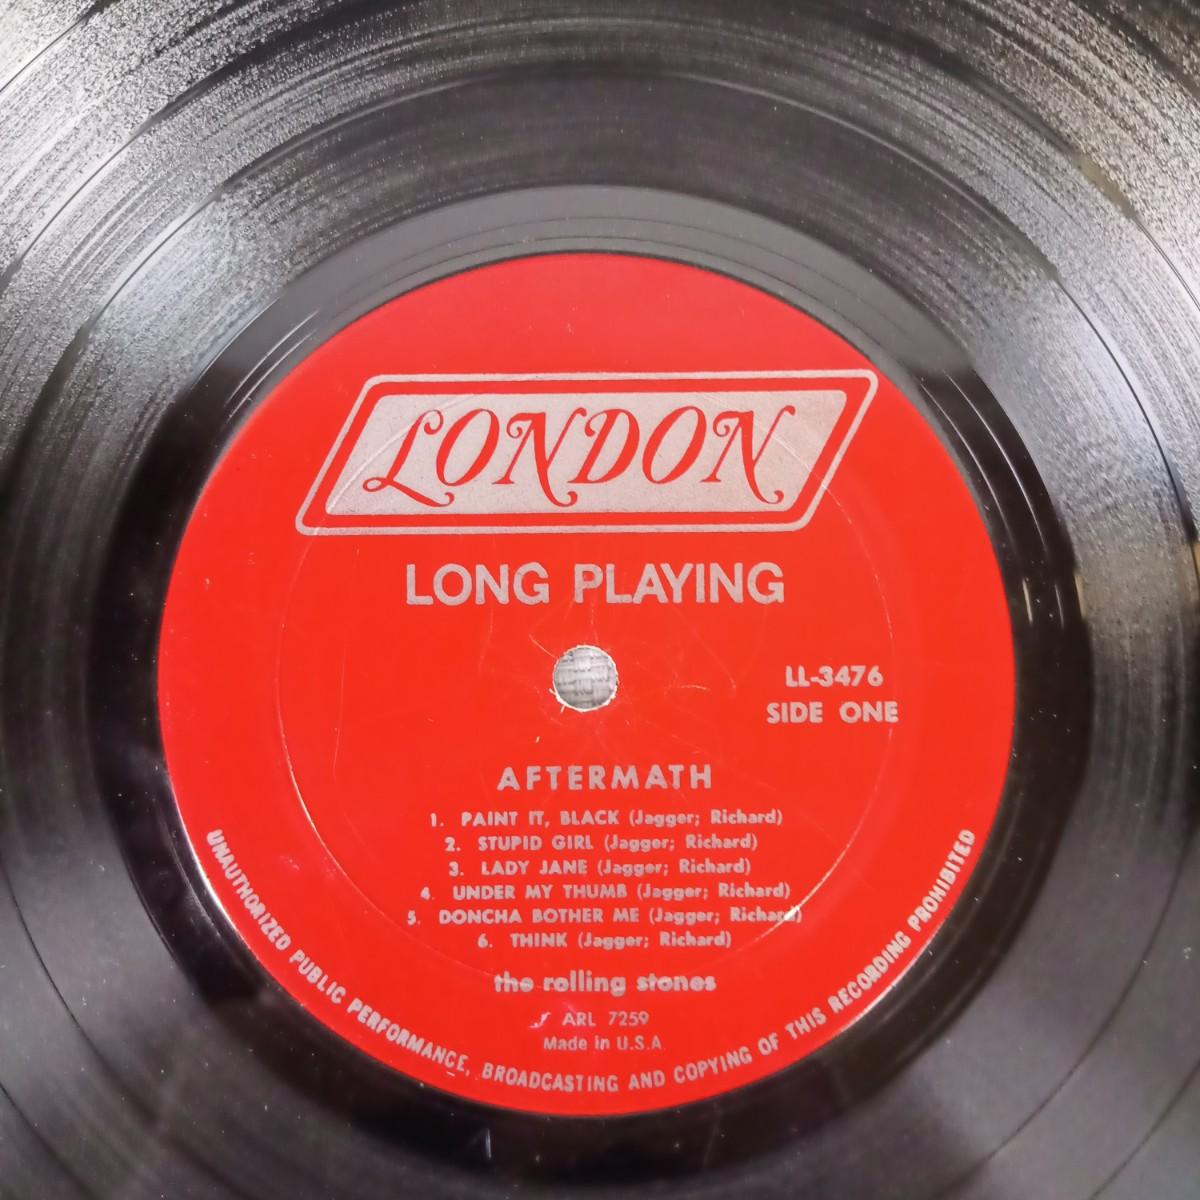 LONDON
LONG PLAYING
LL-3476
SIDE ONE
AFTERMATH
1. PAINT IT, BLACK (Jagger; Richard)
2. STUPID GIRL (Jagger; Richard)
3. LADY JANE (Jagger; Richard)
4. UNDER MY THUMB (Jagger; Richard)
5. DONCHA BOTHER ME (Jagger; Richard)
6. THINK (Jagger; Richard)
the rolling stones
ARL 7259
Made in U.S.A.
UNAUTHORIZED PUBLIC PERFORMANCE, BROADCASTING AND COPYING OF THIS RECORDING PROHIBITED